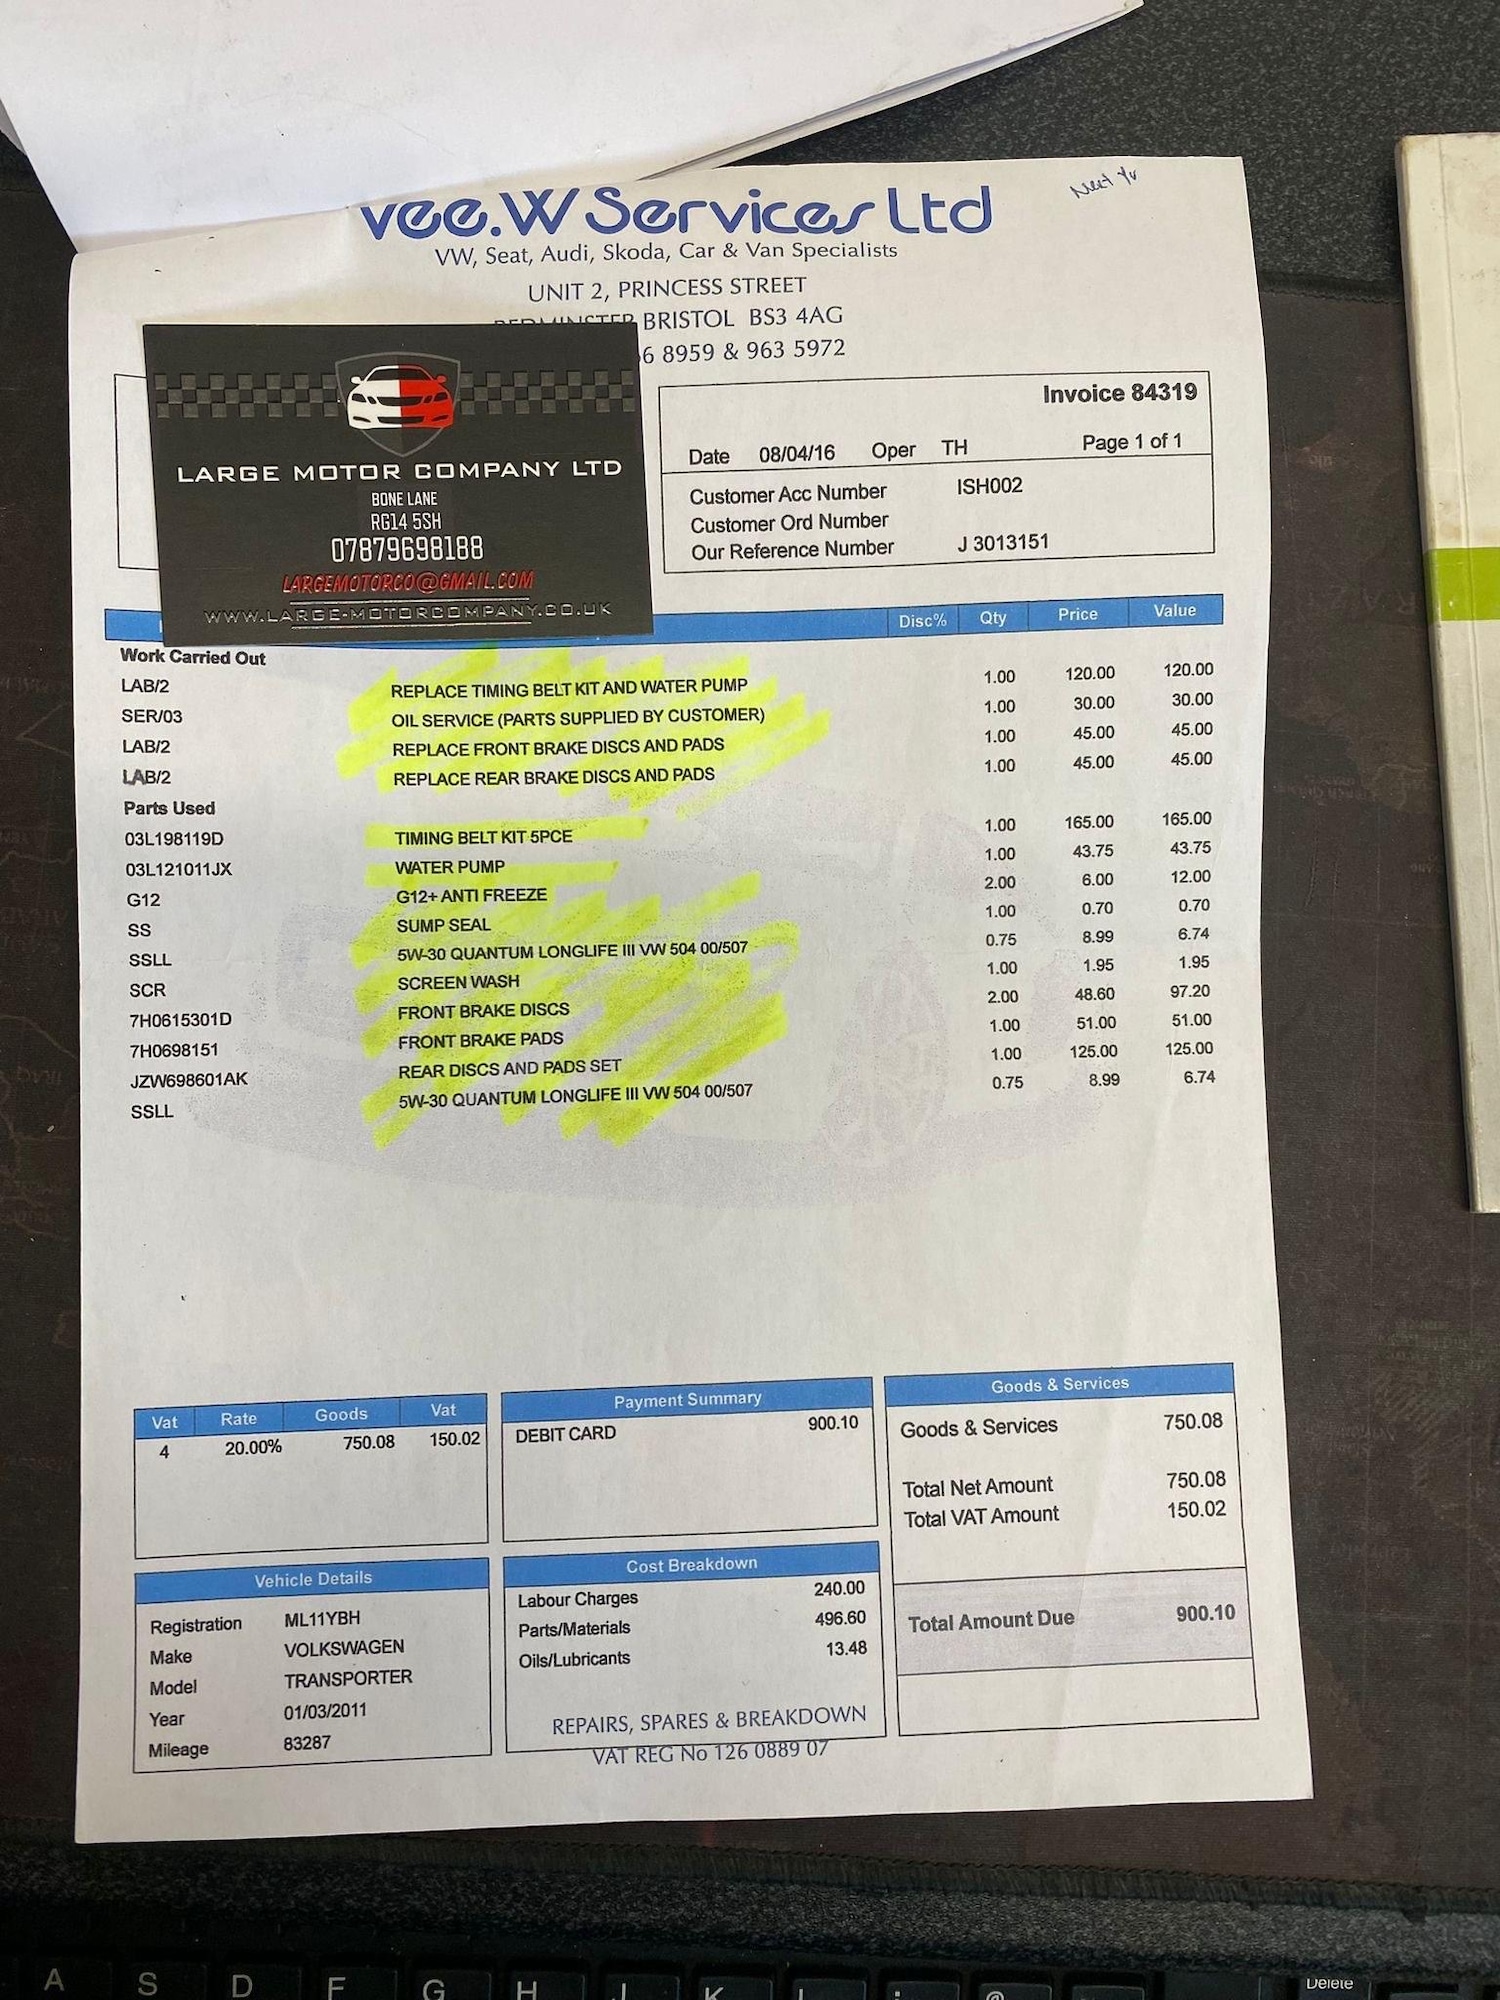 vee.W Services Ltd
VW, Seat, Audi, Skoda, Car & Van Specialists
UNIT 2, PRINCESS STREET
BEDMINSTER BRISTOL BS3 4AG
8959 & 963 5972
LARGE MOTOR COMPANY LTD
BONE LANE
RG14 5SH
07879698188
LARGEMOTORCO@GMAIL.COM
WWW.LARGE-MOTORCOMPANY.CO.UK
Invoice 84319
Date 08/04/16 Oper TH Page 1 of 1
Customer Acc Number ISH002
Customer Ord Number
Our Reference Number J 3013151
Disc% Qty Price Value
Work Carried Out
LAB/2 REPLACE TIMING BELT KIT AND WATER PUMP 1.00 120.00 120.00
SER/03 OIL SERVICE (PARTS SUPPLIED BY CUSTOMER) 1.00 30.00 30.00
LAB/2 REPLACE FRONT BRAKE DISCS AND PADS 1.00 45.00 45.00
LAB/2 REPLACE REAR BRAKE DISCS AND PADS 1.00 45.00 45.00
Parts Used
03L198119D TIMING BELT KIT 5PCE 1.00 165.00 165.00
03L121011JX WATER PUMP 1.00 43.75 43.75
G12 G12+ ANTI FREEZE 2.00 6.00 12.00
SS SUMP SEAL 1.00 0.70 0.70
SSLL 5W-30 QUANTUM LONGLIFE III VW 504 00/507 0.75 8.99 6.74
SCR SCREEN WASH 1.00 1.95 1.95
7H0615301D FRONT BRAKE DISCS 2.00 48.60 97.20
7H0698151 FRONT BRAKE PADS 1.00 51.00 51.00
JZW698601AK REAR DISCS AND PADS SET 1.00 125.00 125.00
SSLL 5W-30 QUANTUM LONGLIFE III VW 504 00/507 0.75 8.99 6.74
Vat Rate Goods Vat
4 20.00% 750.08 150.02
Payment Summary
DEBIT CARD 900.10
Goods & Services
Goods & Services 750.08
Total Net Amount 750.08
Total VAT Amount 150.02
Total Amount Due 900.10
Vehicle Details
Registration ML11YBH
Make VOLKSWAGEN
Model TRANSPORTER
Year 01/03/2011
Mileage 83287
Cost Breakdown
Labour Charges 240.00
Parts/Materials 496.60
Oils/Lubricants 13.48
REPAIRS, SPARES & BREAKDOWN
VAT REG No 126 0889 07
A S D F G H J K L
Delete